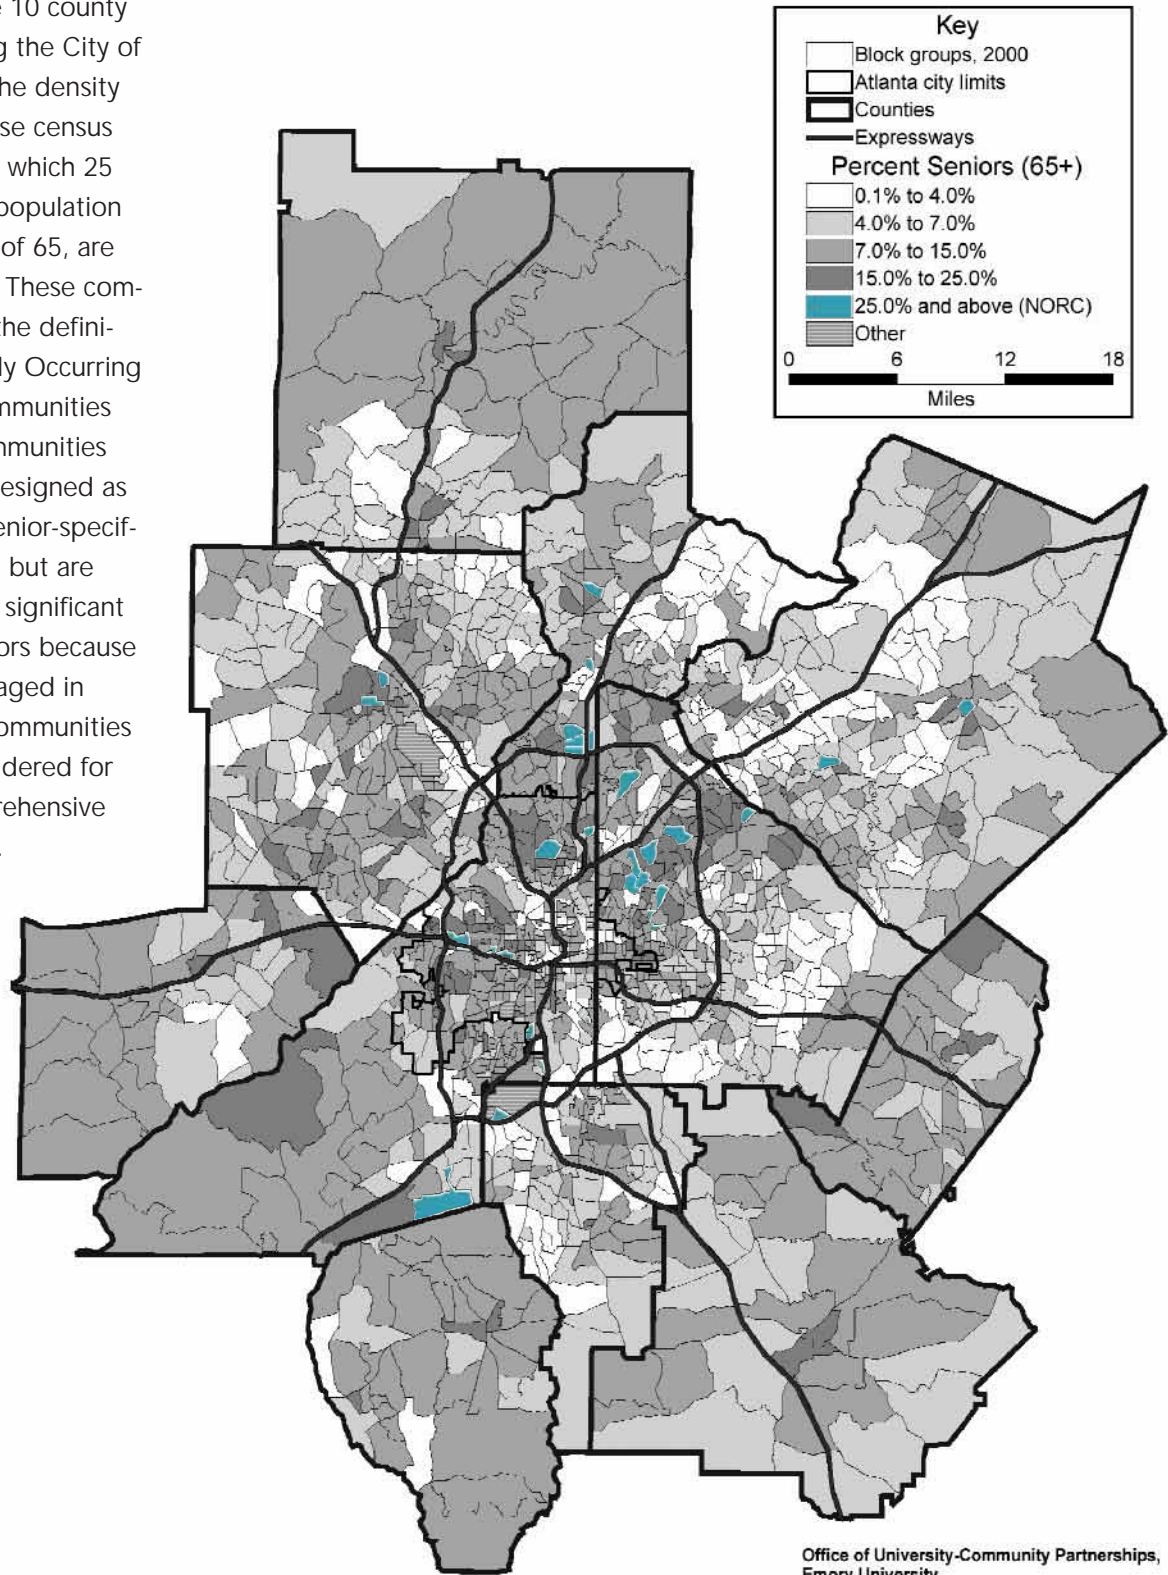 10 county
the City of
he density
se census
which 25
population
of 65, are
These com-
the defini-
ly Occurring
mmunities
mmunities
esigned as
enior-specif-
but are
significant
ors because
aged in
ommunities
dered for
rehensive
Key
Block groups, 2000
Atlanta city limits
Counties
Expressways
Percent Seniors (65+)
0.1% to 4.0%
4.0% to 7.0%
7.0% to 15.0%
15.0% to 25.0%
25.0% and above (NORC)
Other
0 6 12 18
Miles
Office of University-Community Partnerships,
Emory University